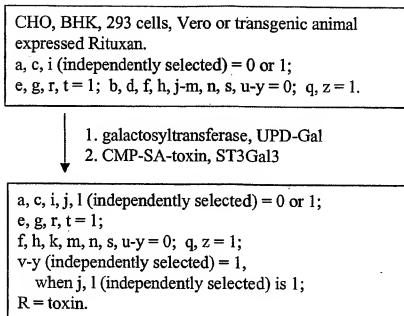 CHO, BHK, 293 cells, Vero or transgenic animal
expressed Rituxan.
a, c, i (independently selected) = 0 or 1;
e, g, r, t = 1; b, d, f, h, j-m, n, s, u-y = 0; q, z = 1.
1. galactosyltransferase, UPD-Gal
2. CMP-SA-toxin, ST3Gal3
a, c, i, j, l (independently selected) = 0 or 1;
e, g, r, t = 1;
f, h, k, m, n, s, u-y = 0; q, z = 1;
v-y (independently selected) = 1,
when j, l (independently selected) is 1;
R = toxin.